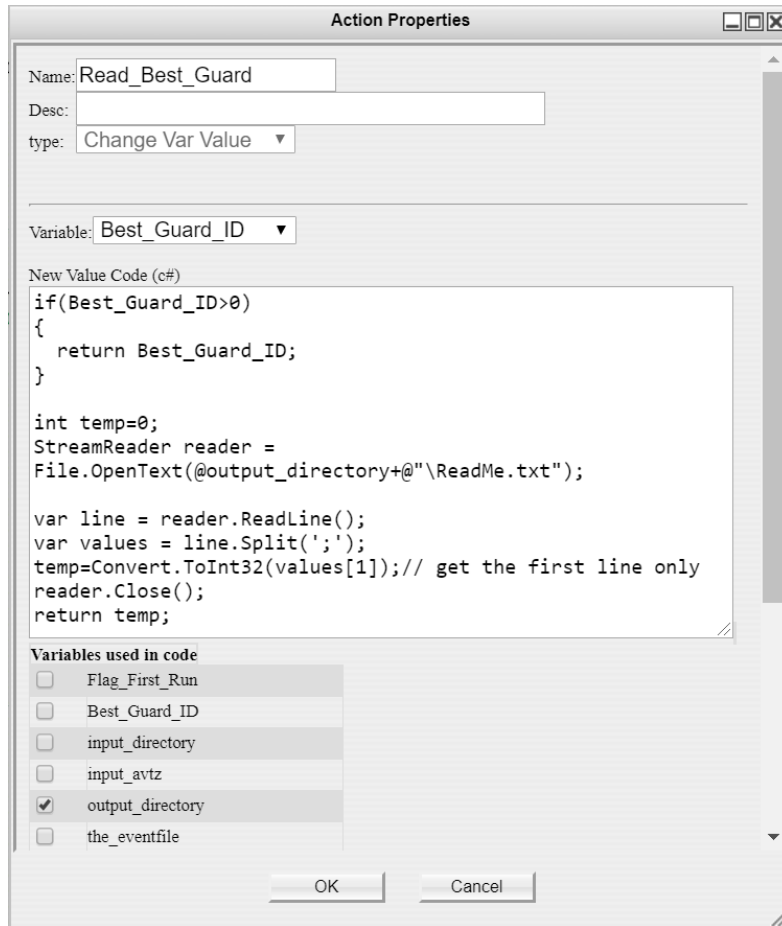 Action Properties
Name: Read_Best_Guard
Desc:
type: Change Var Value
Variable: Best_Guard_ID
New Value Code (c#)
if(Best_Guard_ID>0)
{
  return Best_Guard_ID;
}
int temp=0;
StreamReader reader =
File.OpenText(@output_directory+@"\ReadMe.txt");
var line = reader.ReadLine();
var values = line.Split(';');
temp=Convert.ToInt32(values[1]);// get the first line only
reader.Close();
return temp;
Variables used in code
Flag_First_Run
Best_Guard_ID
input_directory
input_avtz
output_directory
the_eventfile
OK Cancel